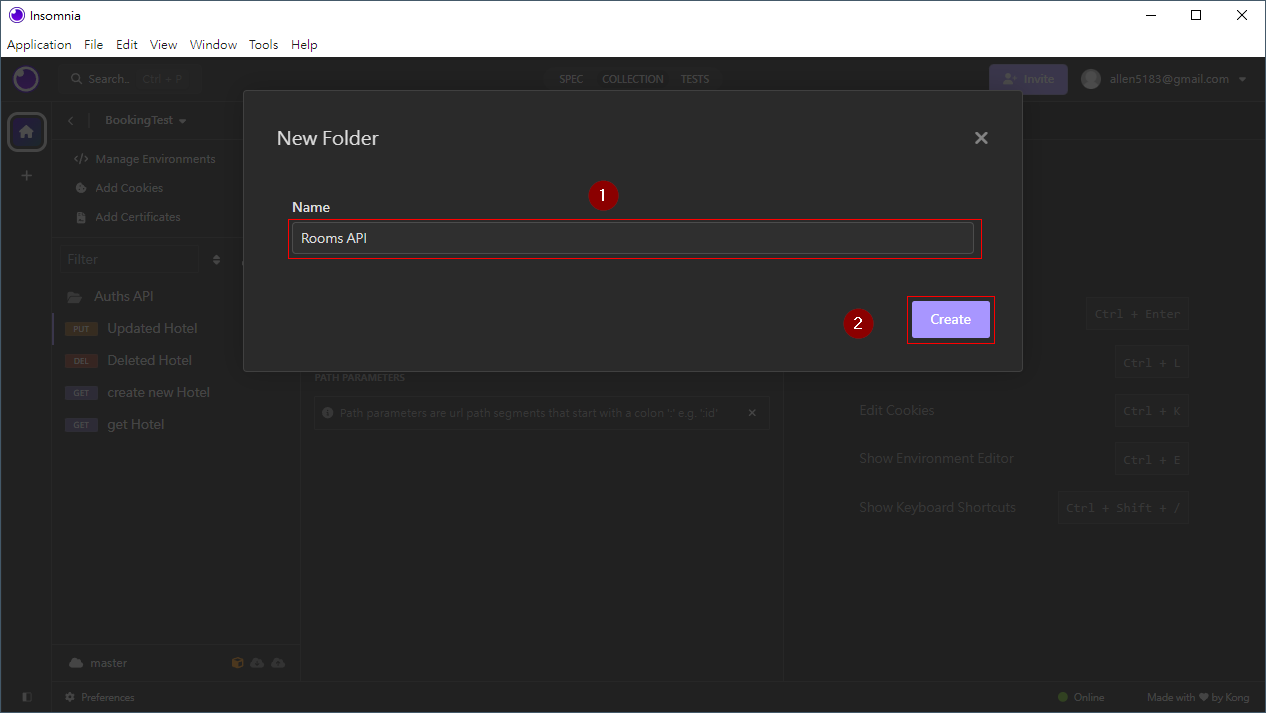 Insomnia
Application File Edit View Window Tools Help
Search.. Ctrl + P
SPEC COLLECTION TESTS
Invite
allen5183@gmail.com
BookingTest
Manage Environments
Add Cookies
Add Certificates
Filter
Auths API
PUT Updated Hotel
DEL Deleted Hotel
GET create new Hotel
GET get Hotel
New Folder
1
Name
Rooms API
2
Create
PATH PARAMETERS
Path parameters are url path segments that start with a colon ':' e.g. ':id'
Ctrl + Enter
Ctrl + L
Edit Cookies Ctrl + K
Show Environment Editor Ctrl + E
Show Keyboard Shortcuts Ctrl + Shift + /
master
Preferences
Online
Made with ♥ by Kong